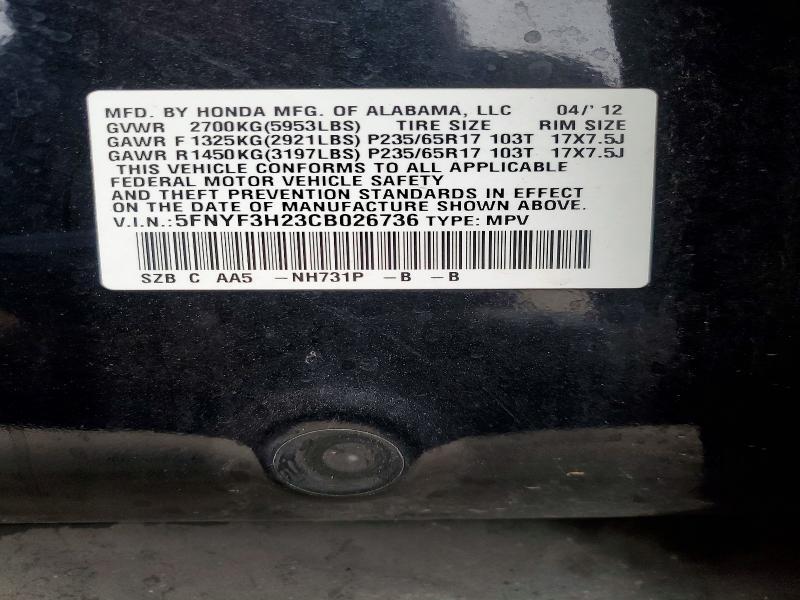 MFD. BY HONDA MFG. OF ALABAMA, LLC 04/'12
GVWR 2700KG(5953LBS) TIRE SIZE RIM SIZE
GAWR F 1325KG(2921LBS) P235/65R17 103T 17X7.5J
GAWR R1450KG(3197LBS) P235/65R17 103T 17X7.5J
THIS VEHICLE CONFORMS TO ALL APPLICABLE
FEDERAL MOTOR VEHICLE SAFETY
AND THEFT PREVENTION STANDARDS IN EFFECT
ON THE DATE OF MANUFACTURE SHOWN ABOVE.
V.I.N.: 5FNYF3H23CB026736 TYPE: MPV
SZB C AA5 -NH731P -B -B